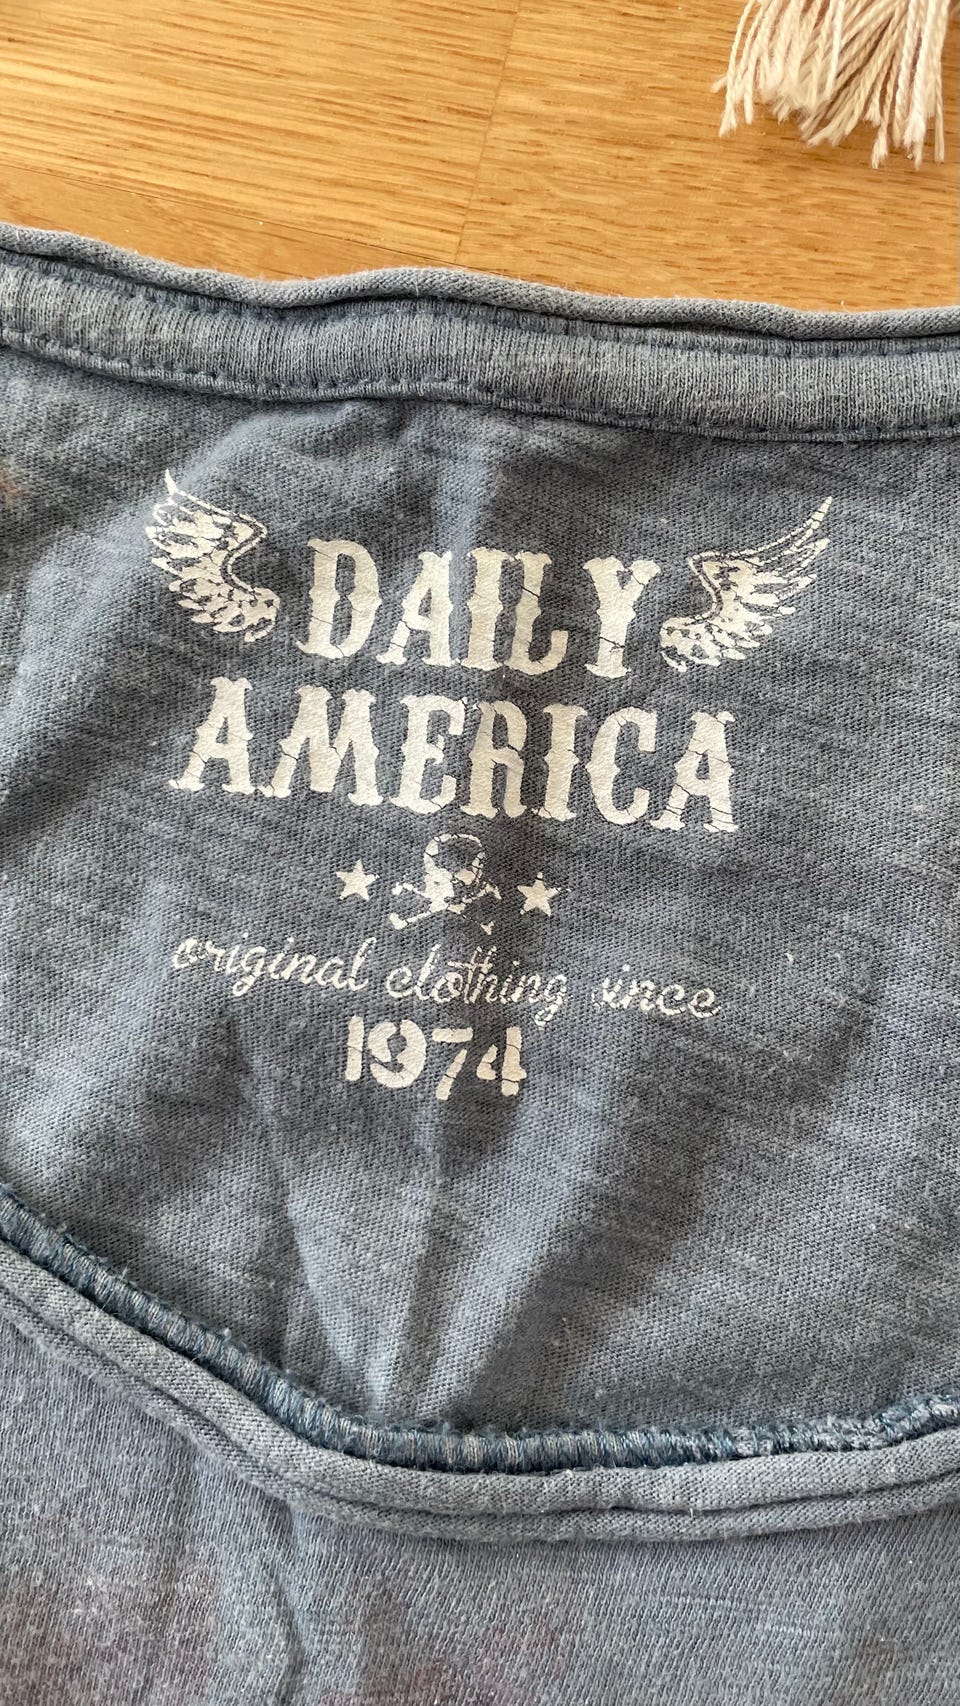 DAILY
AMERICA
original clothing since
1974